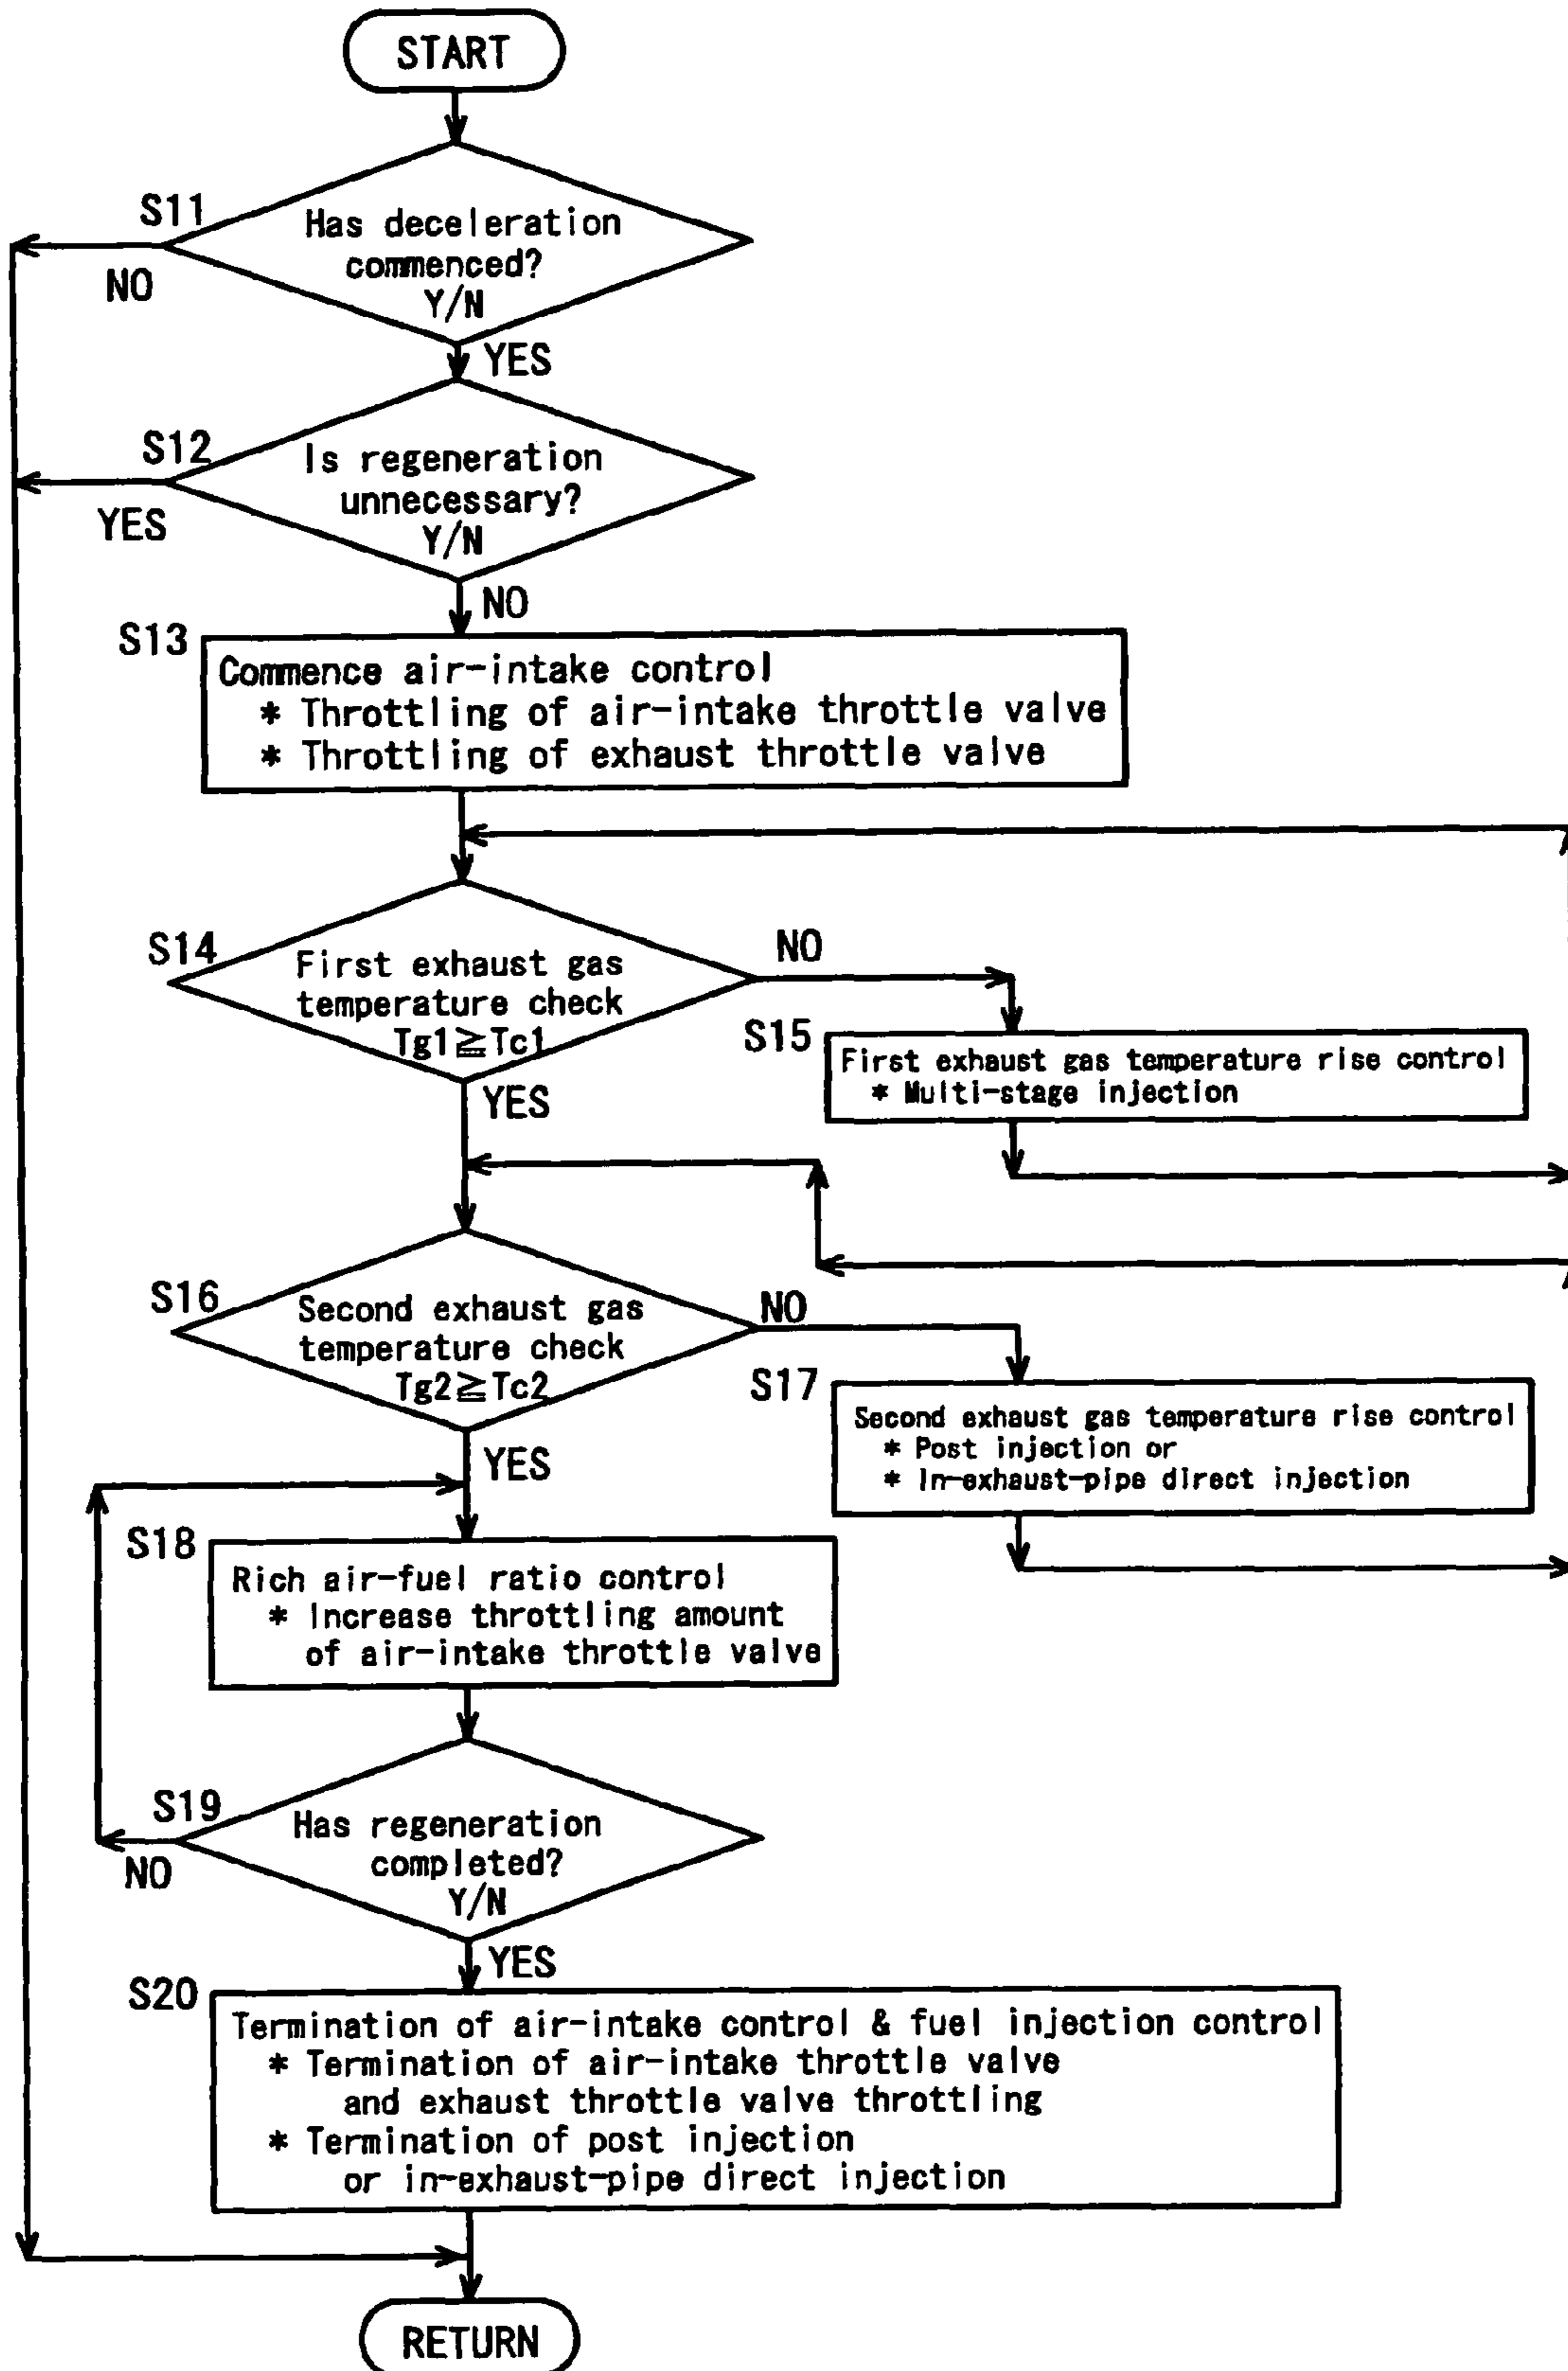 START
S11
Has deceleration
commenced?
Y/N
NO
YES
S12
Is regeneration
unnecessary?
Y/N
YES
NO
S13
Commence air-intake control
* Throttling of air-intake throttle valve
* Throttling of exhaust throttle valve
S14
First exhaust gas
temperature check
Tg1≧Tc1
NO
YES
S15
First exhaust gas temperature rise control
* Multi-stage injection
S16
Second exhaust gas
temperature check
Tg2≧Tc2
NO
YES
S17
Second exhaust gas temperature rise control
* Post injection or
* In-exhaust-pipe direct injection
S18
Rich air-fuel ratio control
* Increase throttling amount
of air-intake throttle valve
S19
Has regeneration
completed?
Y/N
NO
YES
S20
Termination of air-intake control & fuel injection control
* Termination of air-intake throttle valve
and exhaust throttle valve throttling
* Termination of post injection
or in-exhaust-pipe direct injection
RETURN